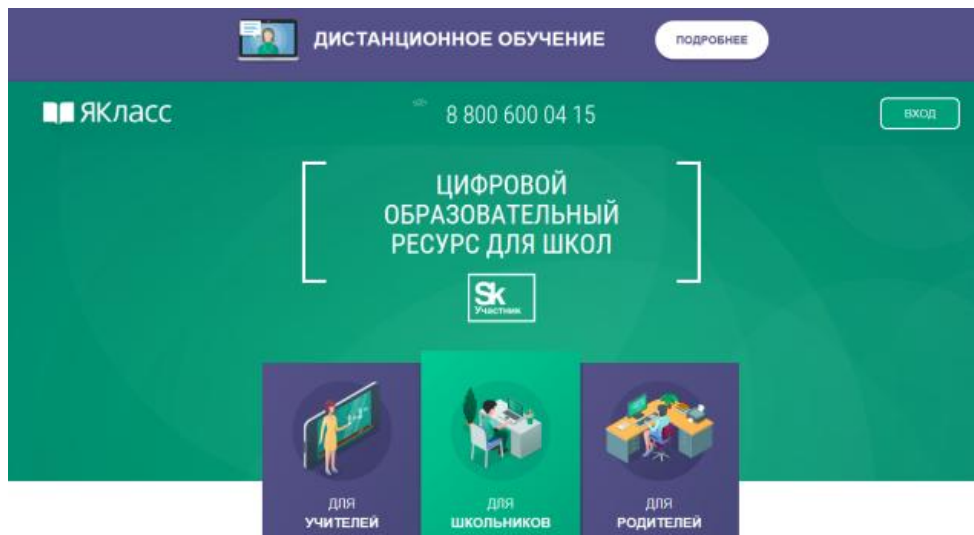 ДИСТАНЦИОННОЕ ОБУЧЕНИЕ
ПОДРОБНЕЕ
ЯКласс
8 800 600 04 15
ВХОД
ЦИФРОВОЙ
ОБРАЗОВАТЕЛЬНЫЙ
РЕСУРС ДЛЯ ШКОЛ
Sk
Участник
ДЛЯ
УЧИТЕЛЕЙ
ДЛЯ
ШКОЛЬНИКОВ
ДЛЯ
РОДИТЕЛЕЙ